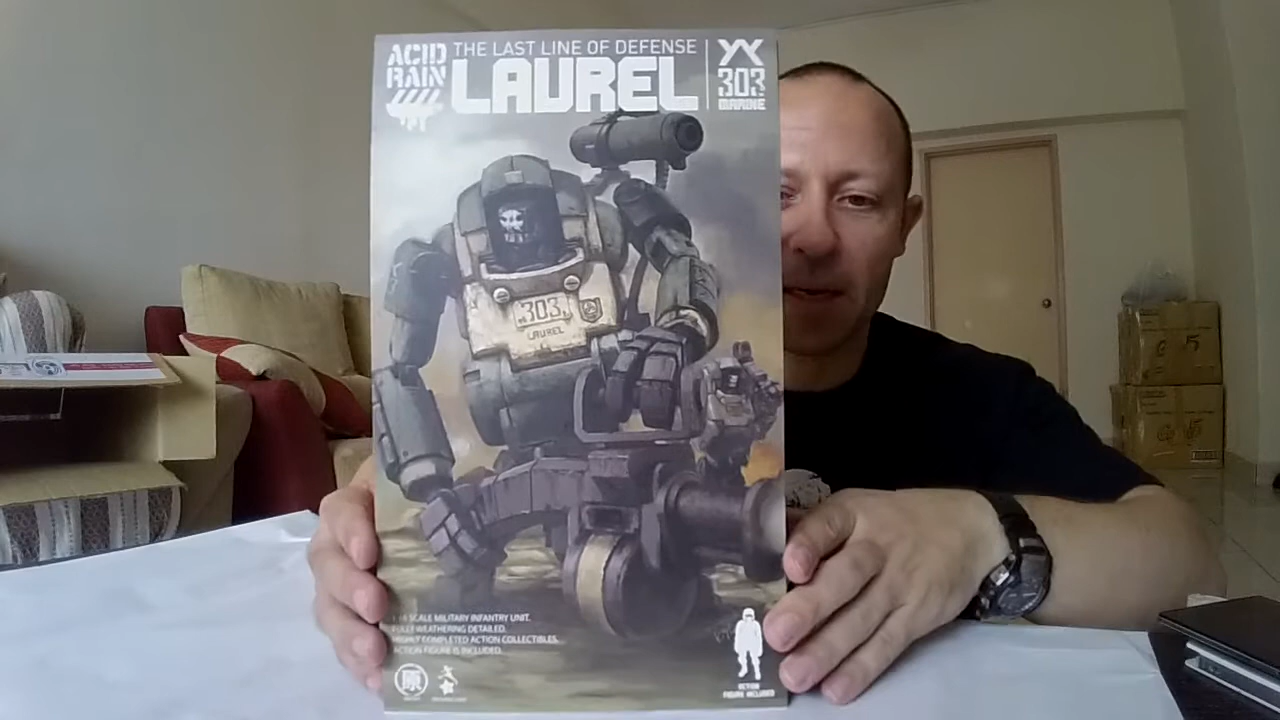 ACID RAIN
THE LAST LINE OF DEFENSE
LAUREL
303
MARINE
303
LAUREL
SCALE MILITARY INFANTRY UNIT.
FULLY WEATHERING DETAILED.
HIGHLY COMPLETED ACTION COLLECTIBLES.
ACTION FIGURE IS INCLUDED.
原
ACTION
FIGURE INCLUDED